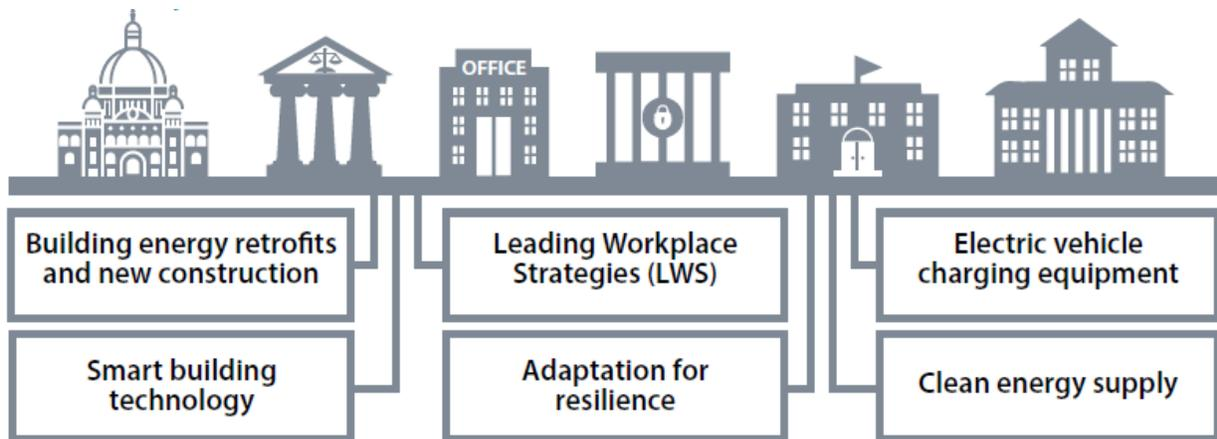 OFFICE
Building energy retrofits
and new construction
Leading Workplace
Strategies (LWS)
Electric vehicle
charging equipment
Smart building
technology
Adaptation for
resilience
Clean energy supply